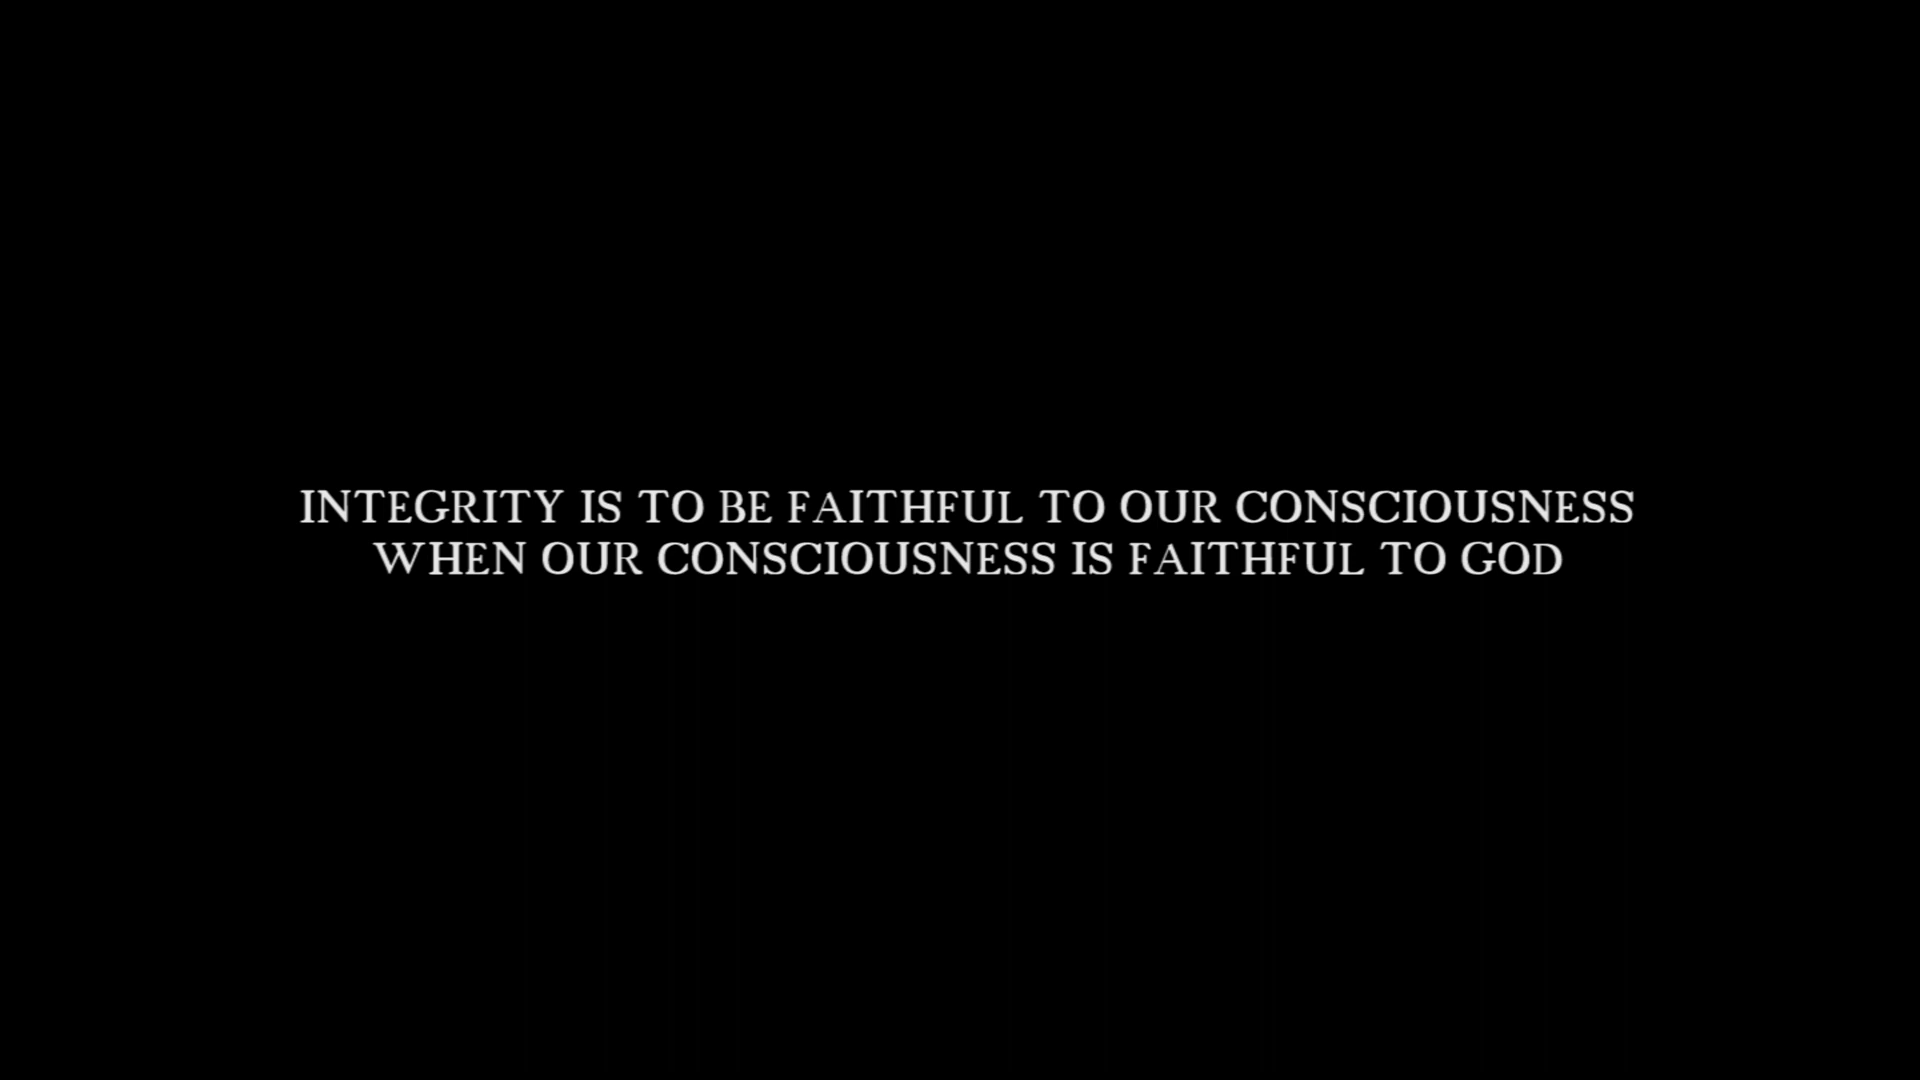 INTEGRITY IS TO BE FAITHFUL TO OUR CONSCIOUSNESS
WHEN OUR CONSCIOUSNESS IS FAITHFUL TO GOD